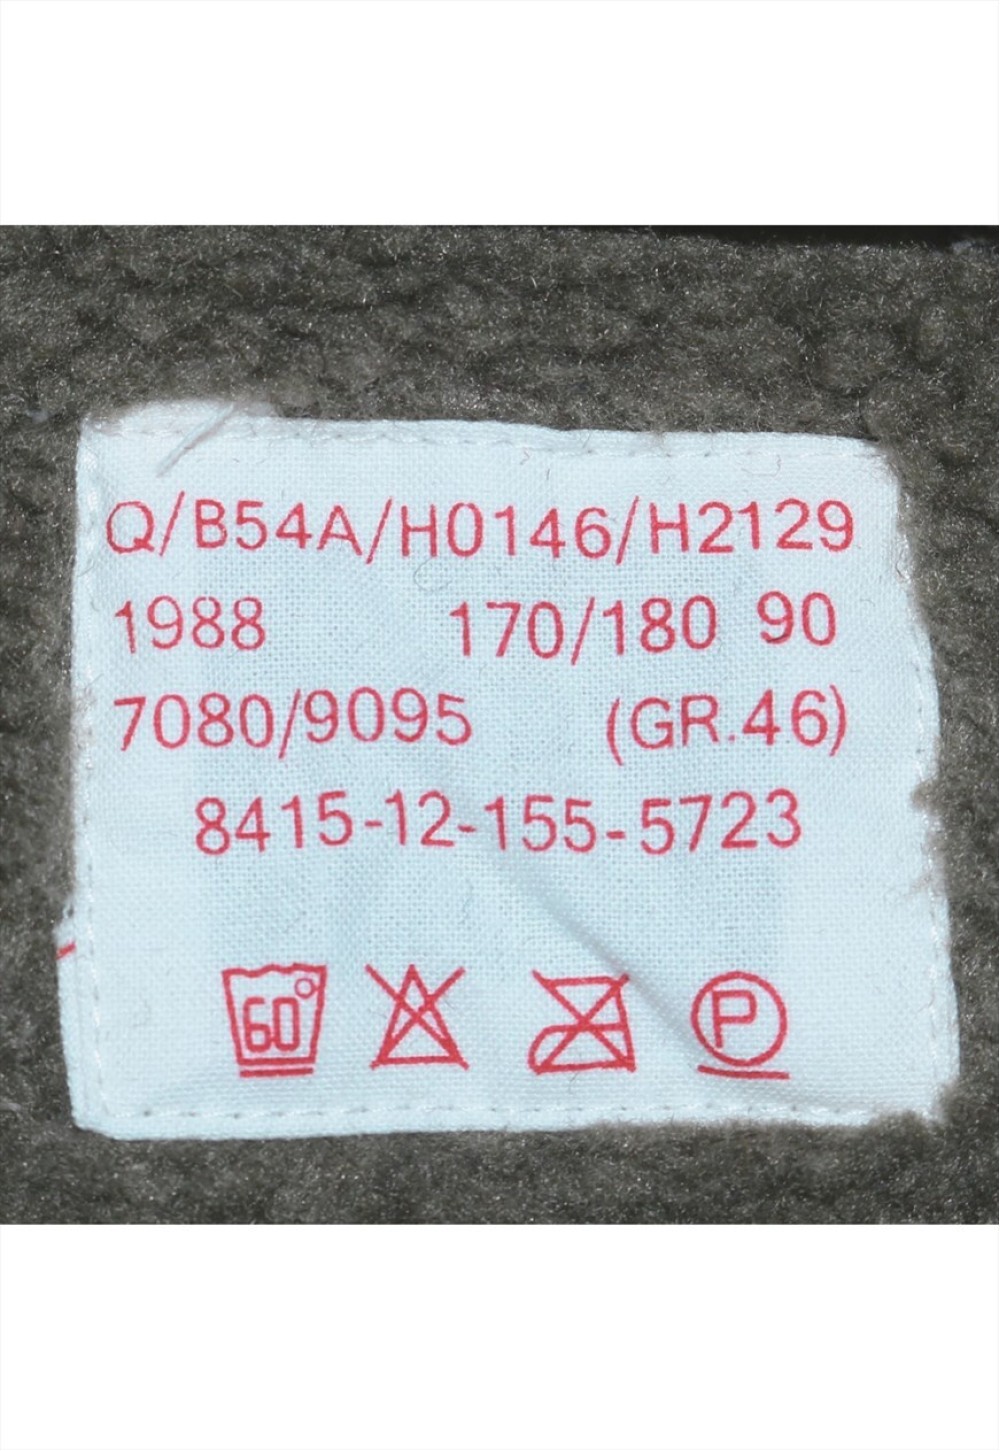 Q/B54A/H0146/H2129
1988 170/180 90
7080/9095 (GR.46)
8415-12-155-5723
60° P